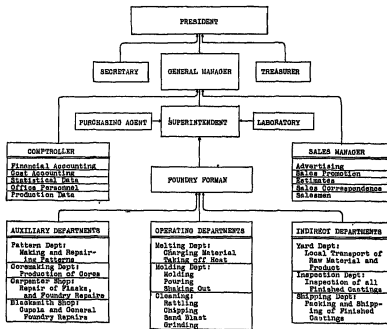 PRESIDENT
SECRETARY
GENERAL MANAGER
TREASURER
PURCHASING AGENT
SUPERINTENDENT
LABORATORY
COMPTROLLER
Financial Accounting
Cost Accounting
Statistical Data
Office Personnel
Production Data
FOUNDRY FORMAN
SALES MANAGER
Advertising
Sales Promotion
Estimates
Sales Correspondence
Salesmen
AUXILIARY DEPARTMENTS
Pattern Dept:
Making and Repair-
ing Patterns
Coremaking Dept:
Production of Cores
Carpenter Shop:
Repair of Flasks,
and Foundry Repairs
Blacksmith Shop:
Cupola and General
Foundry Repairs
OPERATING DEPARTMENTS
Melting Dept:
Charging Material
Taking off Heat
Molding Dept:
Molding
Pouring
Shaking Out
Cleaning:
Rattling
Chipping
Sand Blast
Grinding
INDIRECT DEPARTMENTS
Yard Dept:
Local Transport of
Raw Material and
Product
Inspection Dept:
Inspection of all
Finished Castings
Shipping Dept:
Packing and Shipp-
ing of Finished
Castings